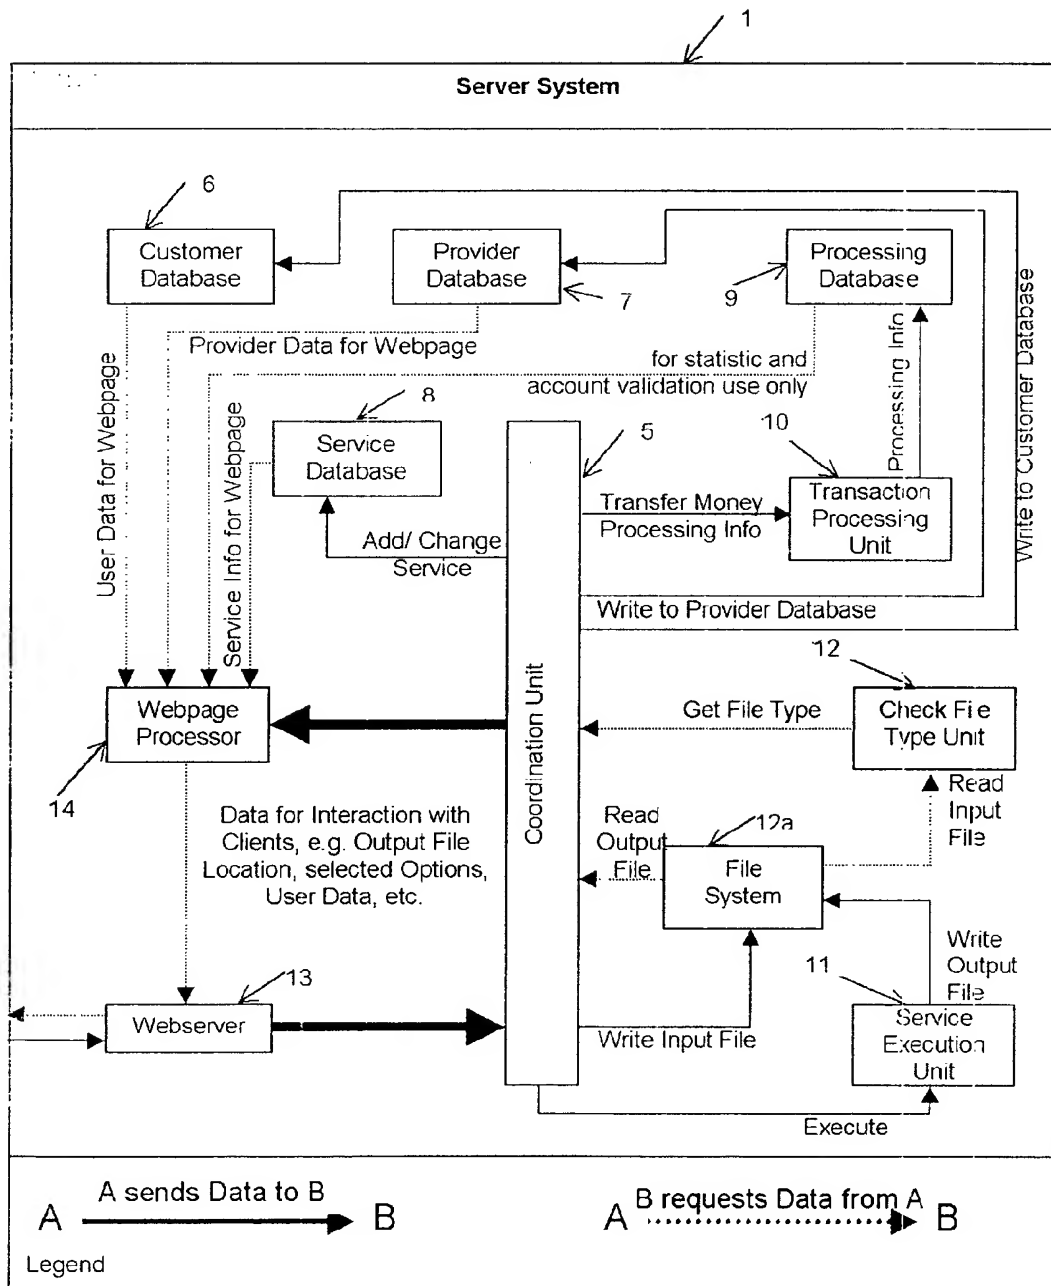 1
Server System
6
Customer
Database
Provider
Database
7
Processing
Database
9
Provider Data for Webpage
for statistic and
account validation use only
Processing Info
Write to Customer Database
User Data for Webpage
8
Service
Database
Service Info for Webpage
5
10
Transfer Money
Processing Info
Transaction
Processing
Unit
Add/ Change
Service
Write to Provider Database
Coordination Unit
12
Webpage
Processor
14
Get File Type
Check File
Type Unit
Read
Input
File
Data for Interaction with
Clients, e.g. Output File
Location, selected Options,
User Data, etc.
Read
Output
File
12a
File
System
Write
Output
File
11
13
Webserver
Write Input File
Service
Execution
Unit
Execute
A sends Data to B
A B
B requests Data from A
A B
Legend